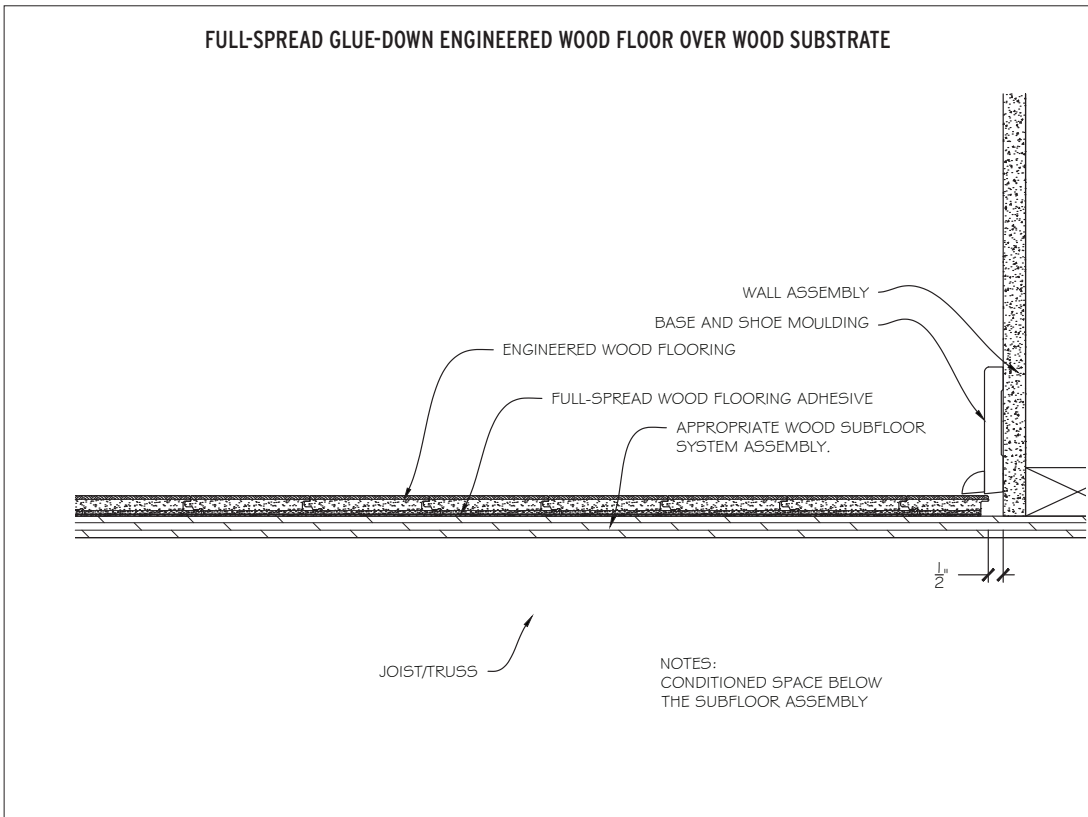 FULL-SPREAD GLUE-DOWN ENGINEERED WOOD FLOOR OVER WOOD SUBSTRATE
WALL ASSEMBLY
BASE AND SHOE MOULDING
ENGINEERED WOOD FLOORING
FULL-SPREAD WOOD FLOORING ADHESIVE
APPROPRIATE WOOD SUBFLOOR
SYSTEM ASSEMBLY.
1/2"
JOIST/TRUSS
NOTES:
CONDITIONED SPACE BELOW
THE SUBFLOOR ASSEMBLY